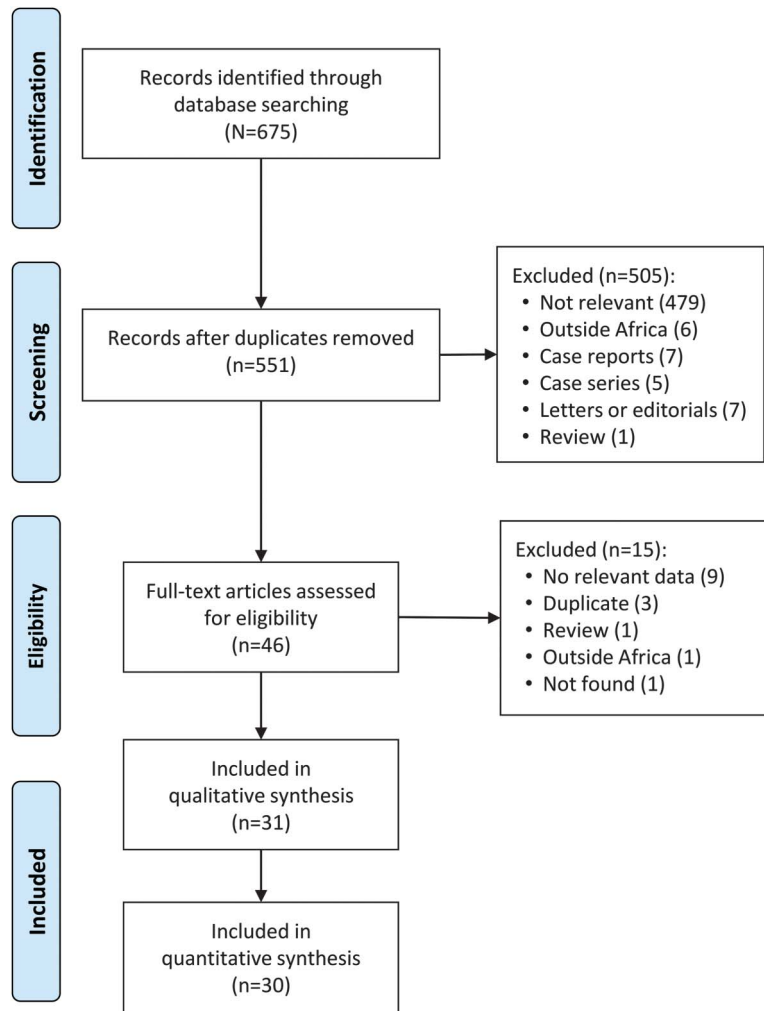 Identification
Records identified through
database searching
(N=675)
Screening
Records after duplicates removed
(n=551)
Excluded (n=505):
• Not relevant (479)
• Outside Africa (6)
• Case reports (7)
• Case series (5)
• Letters or editorials (7)
• Review (1)
Eligibility
Full-text articles assessed
for eligibility
(n=46)
Excluded (n=15):
• No relevant data (9)
• Duplicate (3)
• Review (1)
• Outside Africa (1)
• Not found (1)
Included
Included in
qualitative synthesis
(n=31)
Included in
quantitative synthesis
(n=30)